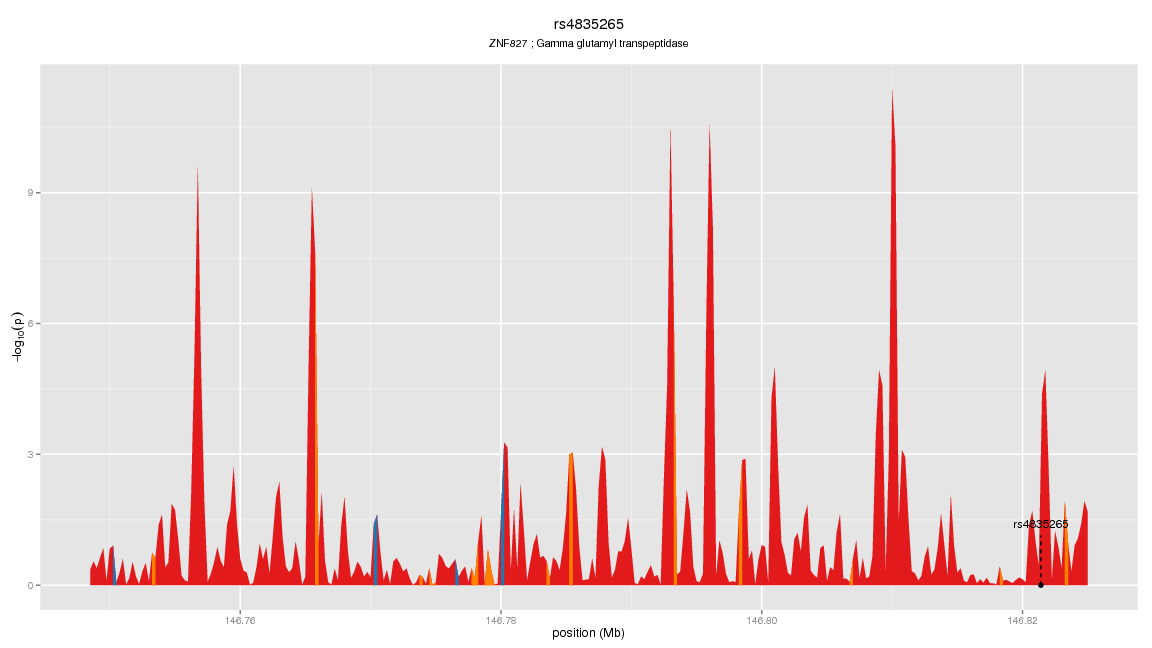 rs4835265
ZNF827 ; Gamma glutamyl transpeptidase
−log10(p)
9
6
3
0
rs4835265
146.76
146.78
146.80
146.82
position (Mb)